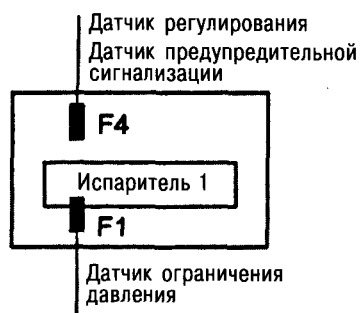 Датчик регулирования
Датчик предупредительной
сигнализации
F4
Испаритель 1
F1
Датчик ограничения
давления